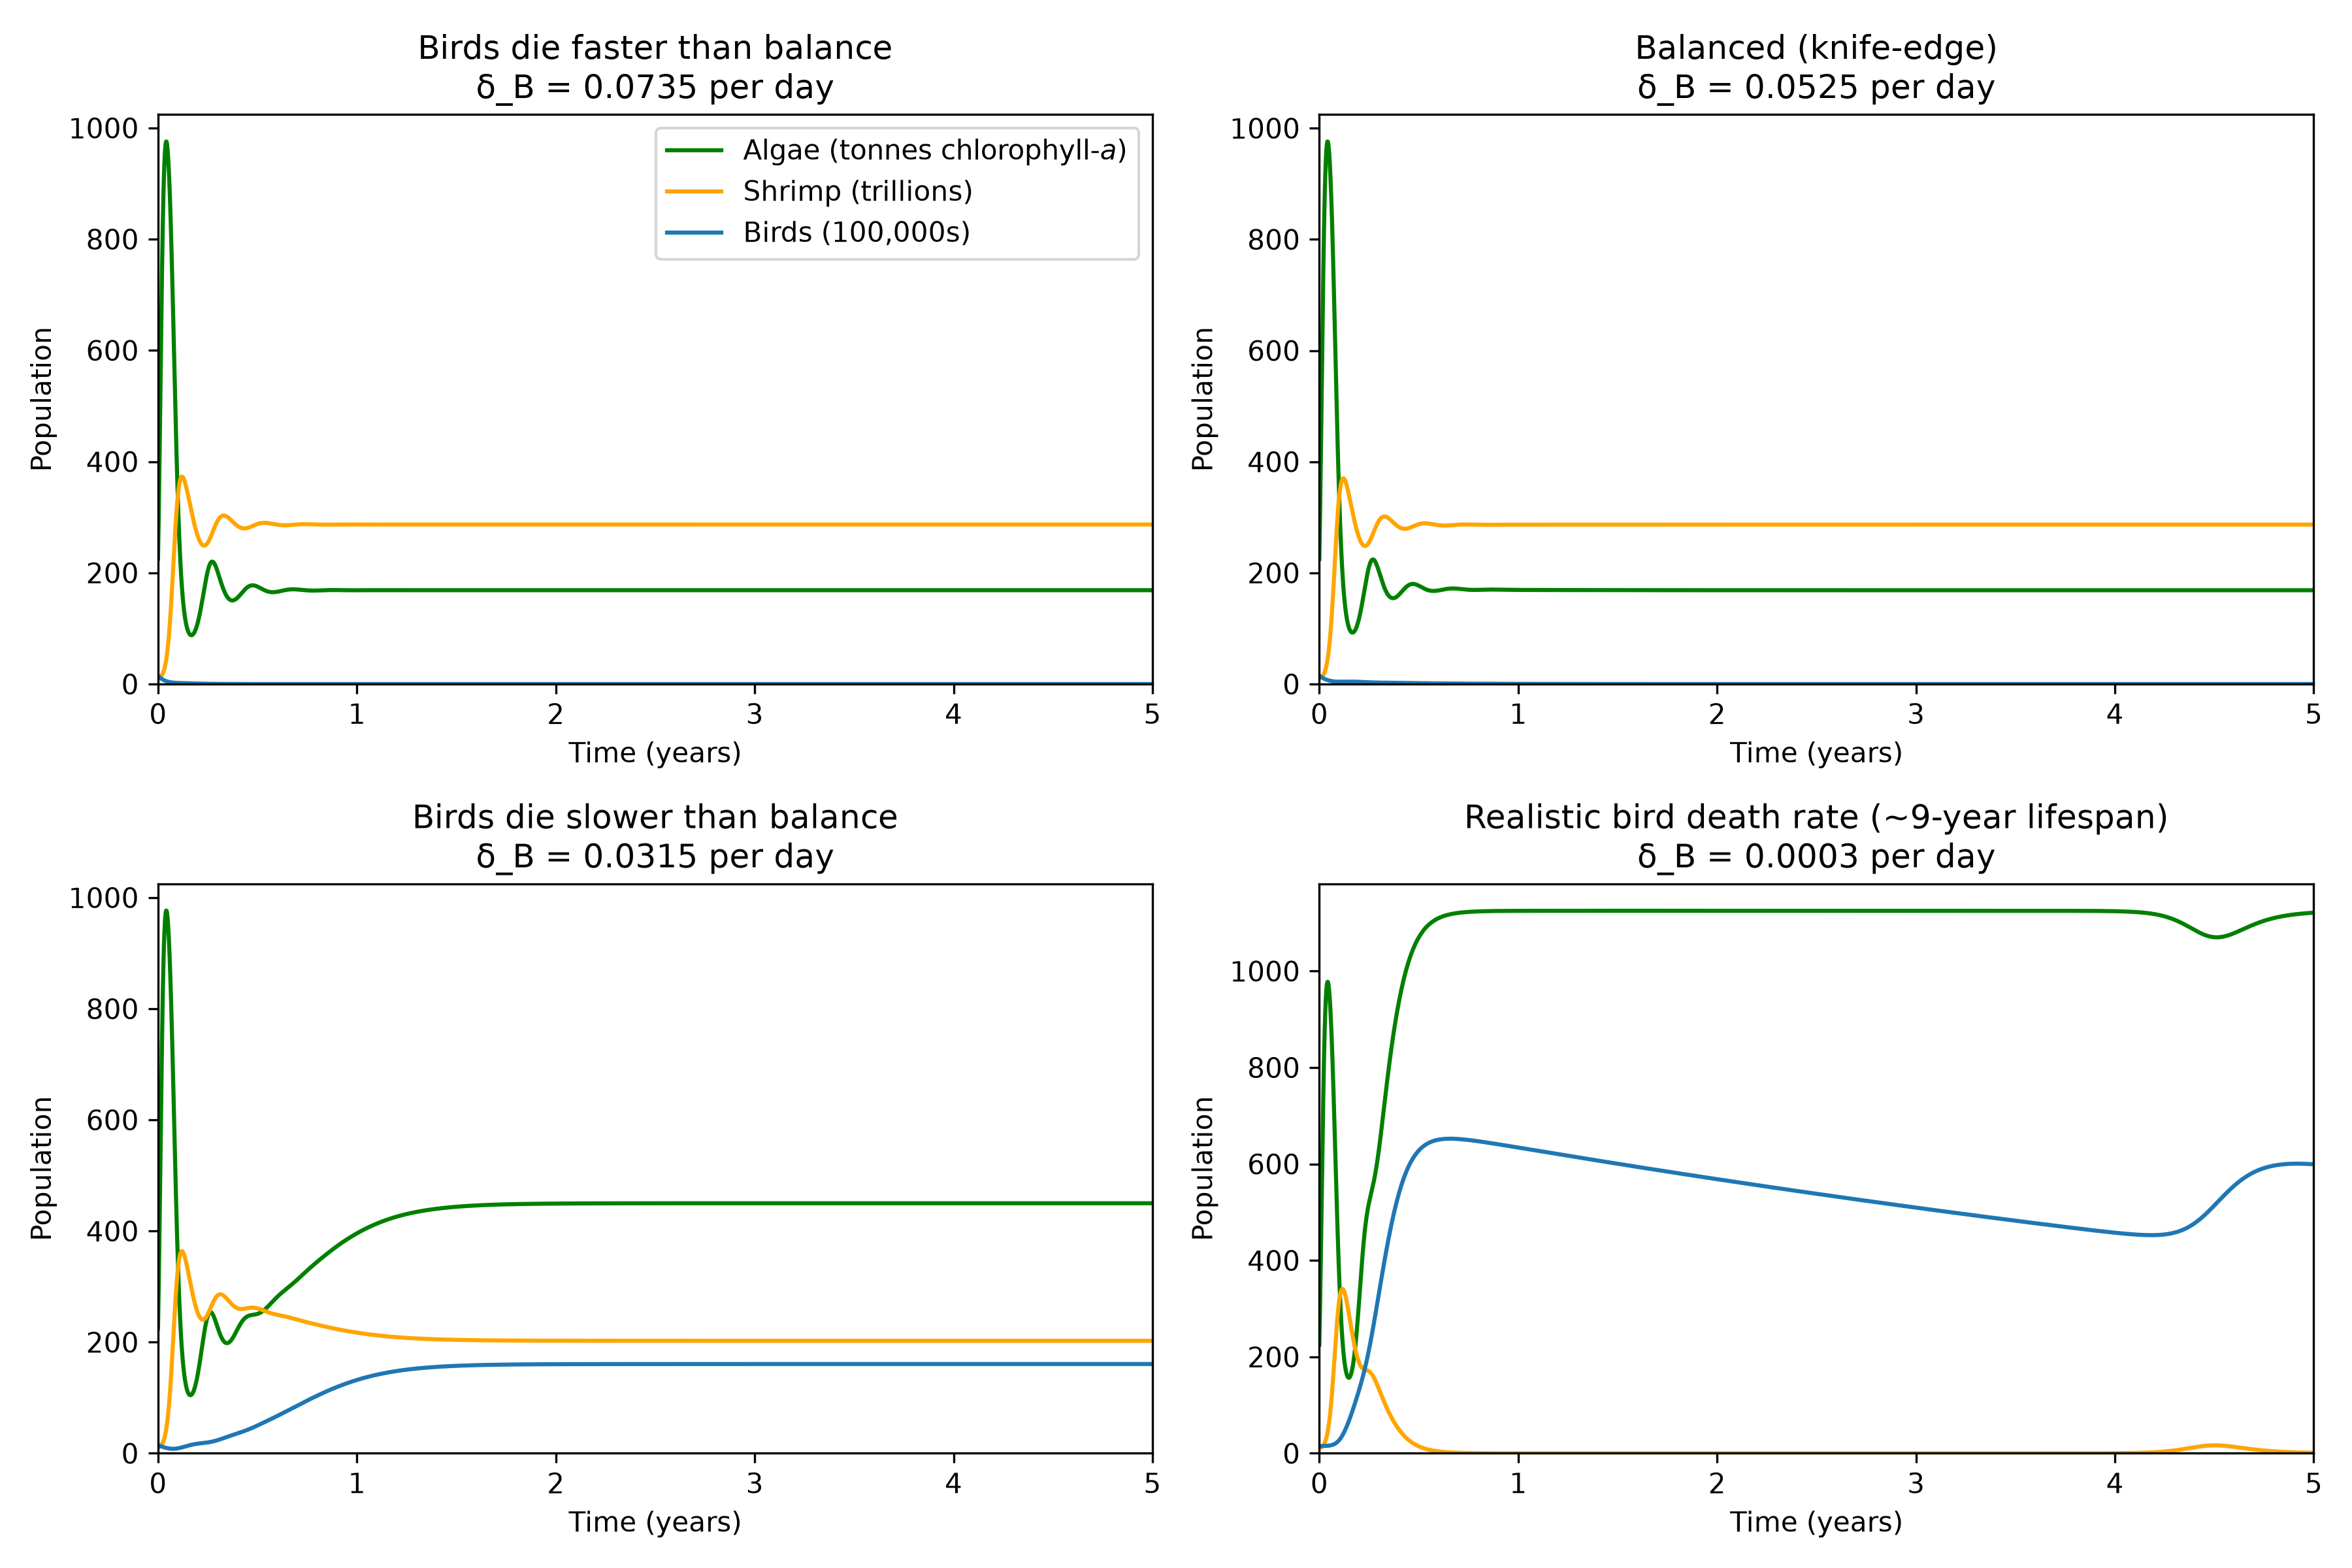 Birds die faster than balance
δ_B = 0.0735 per day
1000
800
600
400
200
0
Population
Algae (tonnes chlorophyll-a)
Shrimp (trillions)
Birds (100,000s)
0 1 2 3 4 5
Time (years)
Balanced (knife-edge)
δ_B = 0.0525 per day
1000
800
600
400
200
0
Population
0 1 2 3 4 5
Time (years)
Birds die slower than balance
δ_B = 0.0315 per day
1000
800
600
400
200
0
Population
0 1 2 3 4 5
Time (years)
Realistic bird death rate (~9-year lifespan)
δ_B = 0.0003 per day
1000
800
600
400
200
0
Population
0 1 2 3 4 5
Time (years)